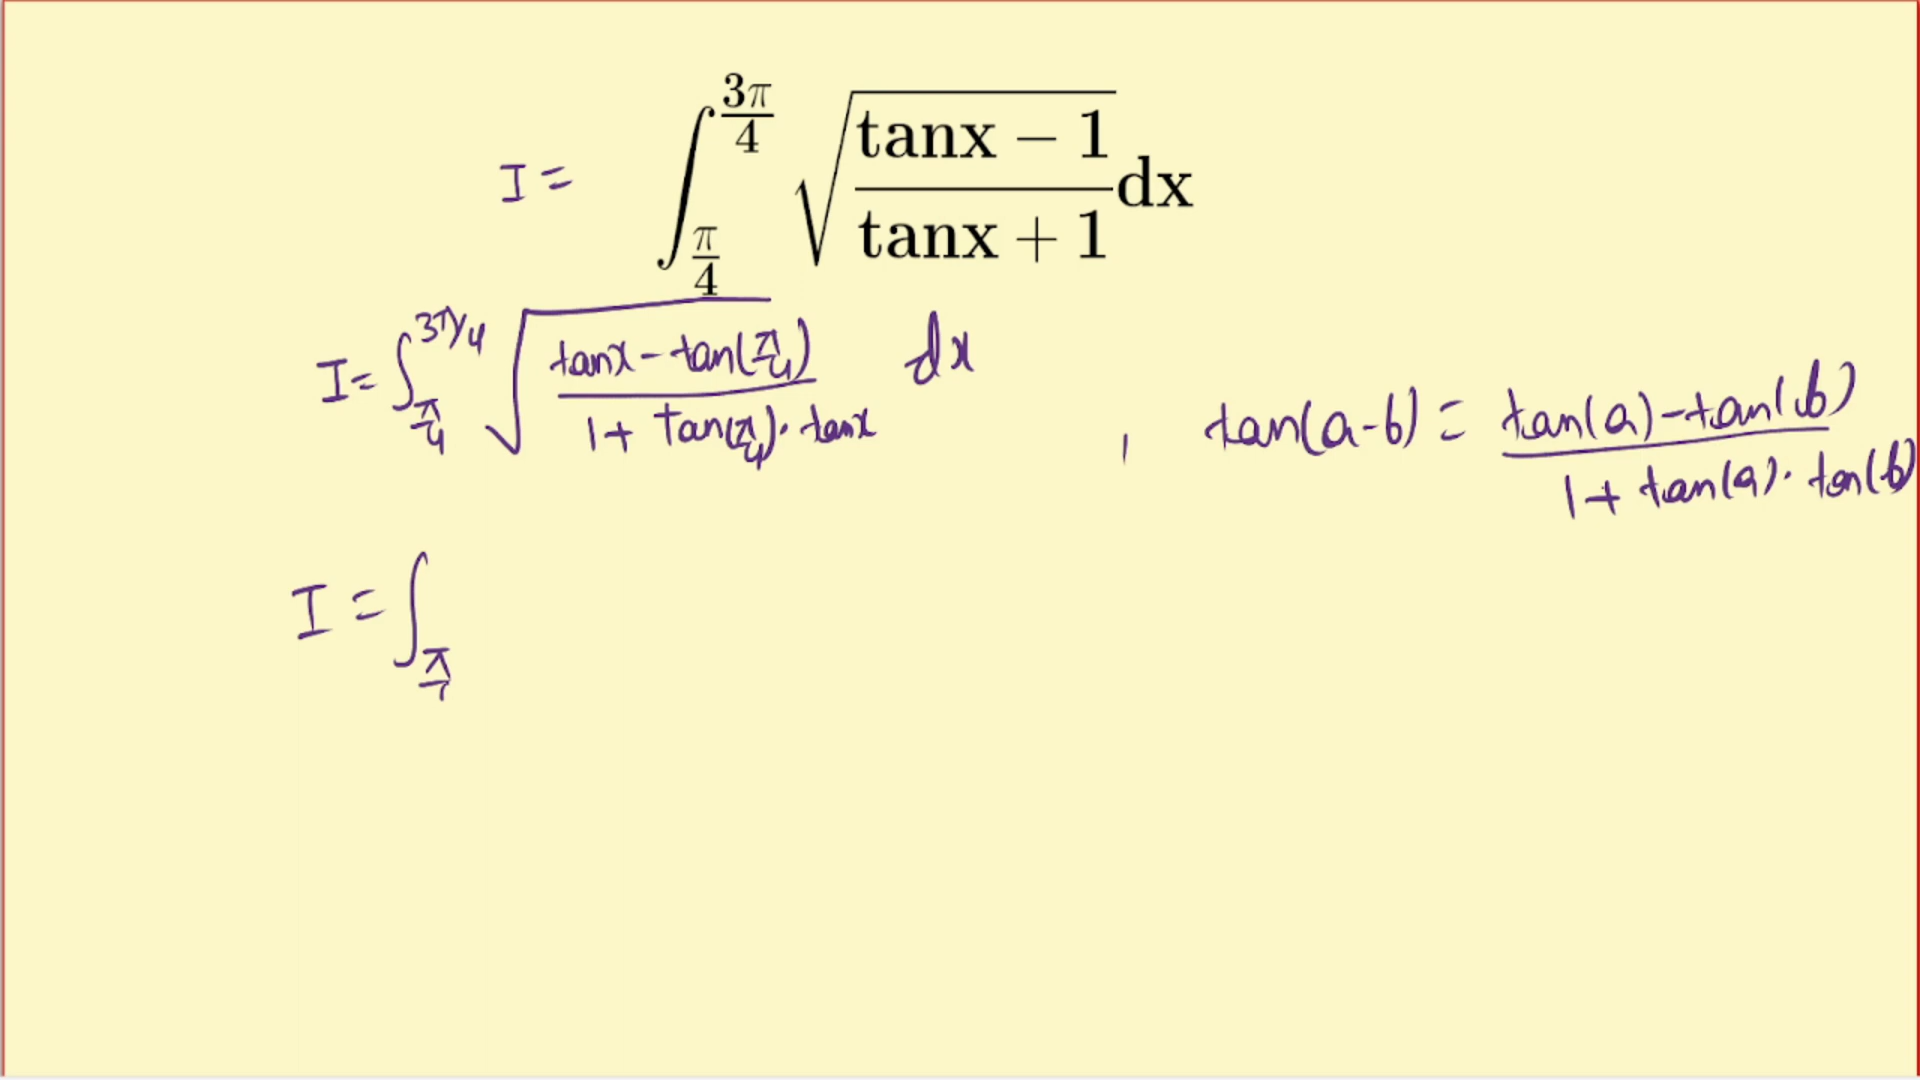 I = ∫_{π/4}^{3π/4} √((tanx − 1)/(tanx + 1)) dx
I = ∫_{π/4}^{3π/4} √((tanx − tan(π/4))/(1 + tan(π/4)·tanx)) dx , tan(a-b) = (tan(a) − tan(b))/(1 + tan(a)·tan(b))
I = ∫_{π/}